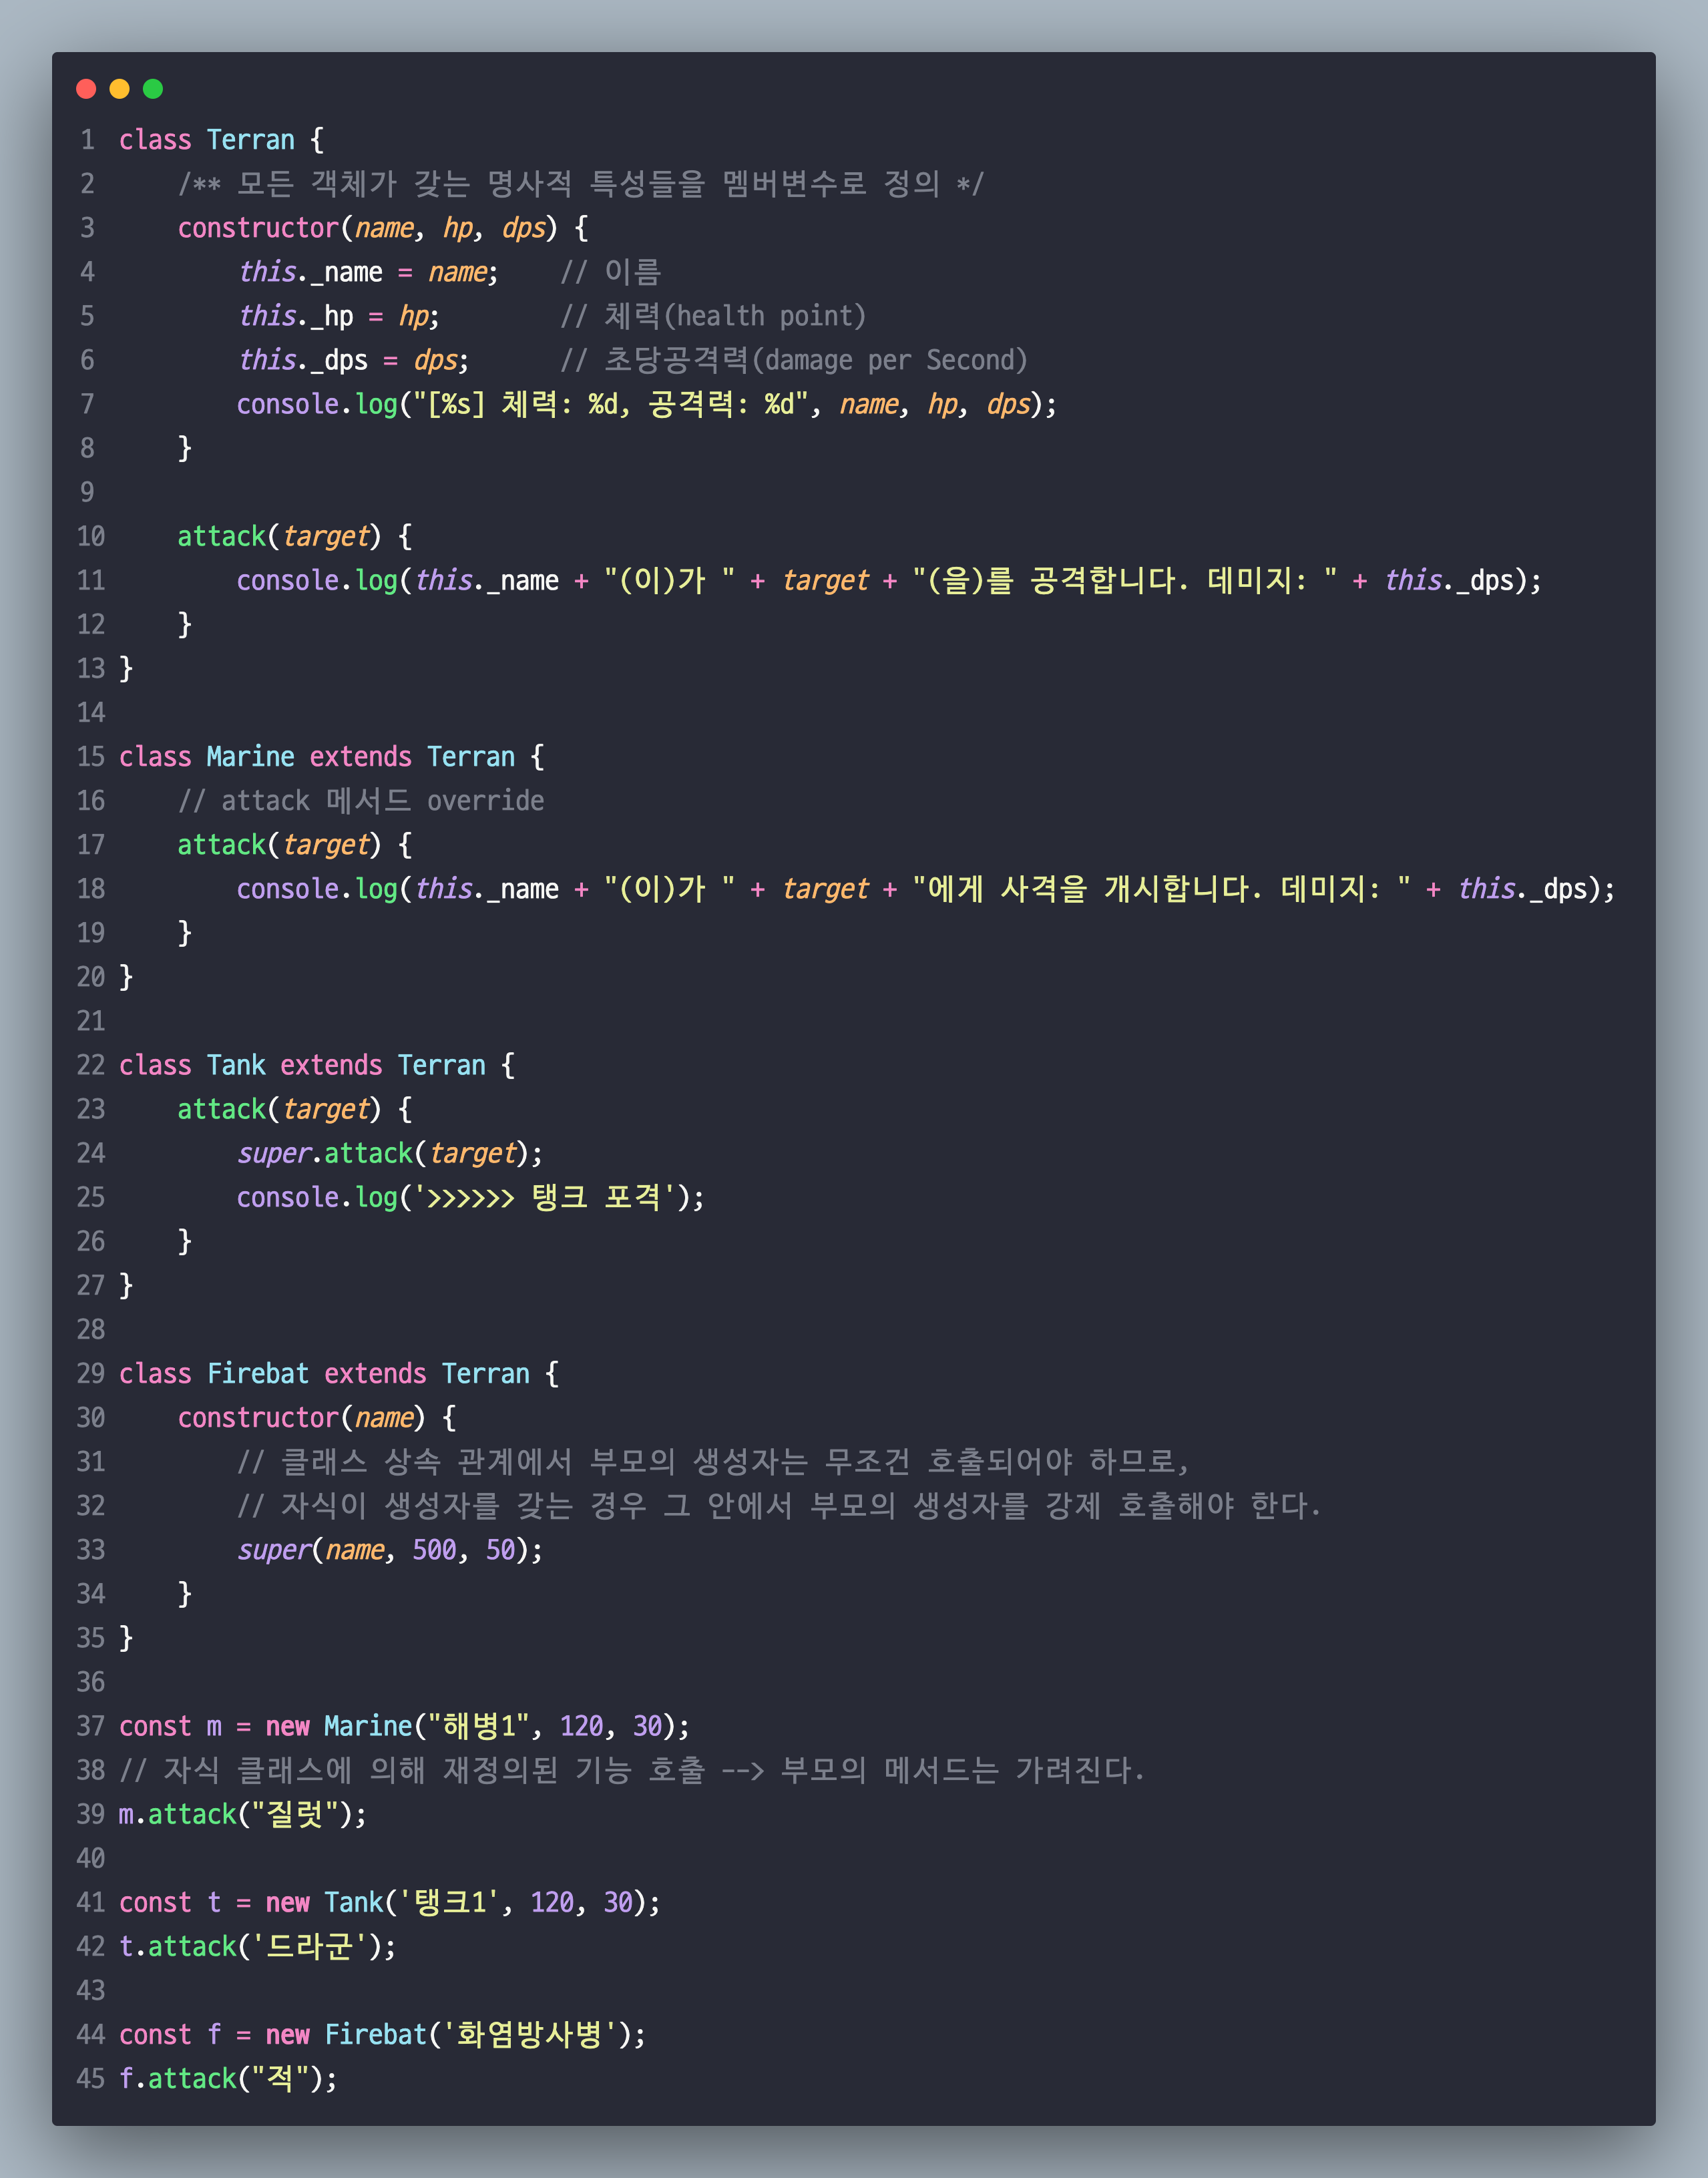 1 class Terran {
2     /** 모든 객체가 갖는 명사적 특성들을 멤버변수로 정의 */
3     constructor(name, hp, dps) {
4         this._name = name;    // 이름
5         this._hp = hp;        // 체력(health point)
6         this._dps = dps;      // 초당공격력(damage per Second)
7         console.log("[%s] 체력: %d, 공격력: %d", name, hp, dps);
8     }
9
10     attack(target) {
11         console.log(this._name + "(이)가 " + target + "(을)를 공격합니다. 데미지: " + this._dps);
12     }
13 }
14
15 class Marine extends Terran {
16     // attack 메서드 override
17     attack(target) {
18         console.log(this._name + "(이)가 " + target + "에게 사격을 개시합니다. 데미지: " + this._dps);
19     }
20 }
21
22 class Tank extends Terran {
23     attack(target) {
24         super.attack(target);
25         console.log('>>>>>> 탱크 포격');
26     }
27 }
28
29 class Firebat extends Terran {
30     constructor(name) {
31         // 클래스 상속 관계에서 부모의 생성자는 무조건 호출되어야 하므로,
32         // 자식이 생성자를 갖는 경우 그 안에서 부모의 생성자를 강제 호출해야 한다.
33         super(name, 500, 50);
34     }
35 }
36
37 const m = new Marine("해병1", 120, 30);
38 // 자식 클래스에 의해 재정의된 기능 호출 --> 부모의 메서드는 가려진다.
39 m.attack("질럿");
40
41 const t = new Tank('탱크1', 120, 30);
42 t.attack('드라군');
43
44 const f = new Firebat('화염방사병');
45 f.attack("적");